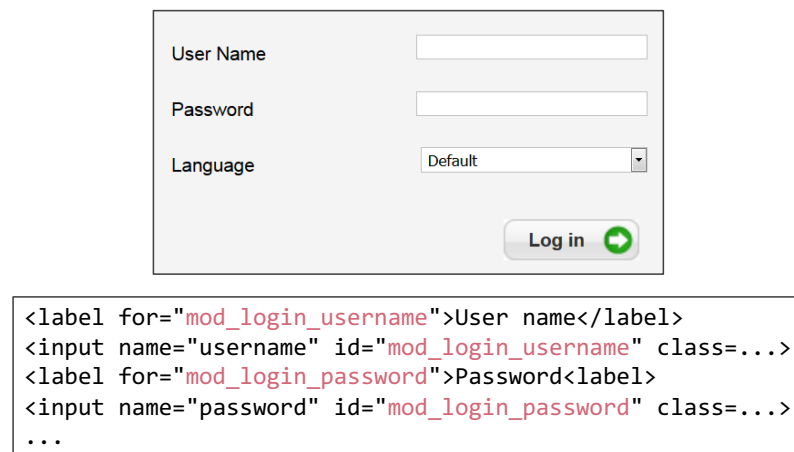 User Name
Password
Language Default
Log in
<label for="mod_login_username">User name</label>
<input name="username" id="mod_login_username" class=...>
<label for="mod_login_password">Password<label>
<input name="password" id="mod_login_password" class=...>
...